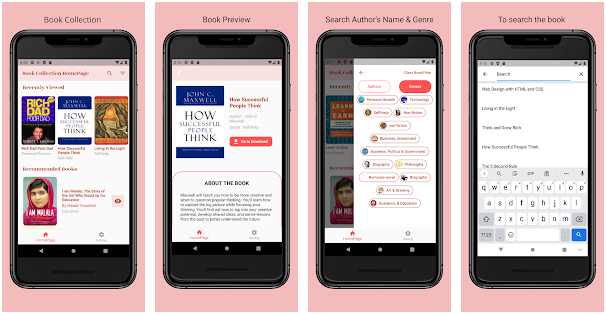 Book Collection
Book Collection HomePage
Recently Viewed
RICH DAD
POOR DAD
JOHN C. MAXWELL
HOW SUCCESSFUL PEOPLE THINK
Rich Dad Poor Dad
Personal Finance
How Successful People Think
Self-help
Living in the Light
Self-help
Recommended Books
I AM MALALA
I am Malala: The Story of the Girl Who Stood Up for Education
By Malala Yousafzai
Education
HomePage
Setting
Book Preview
JOHN C. MAXWELL
HOW SUCCESSFUL PEOPLE THINK
How Successful
People Think
Author: John C. Maxwell
Genre: Self-Help
Go to Download
ABOUT THE BOOK
Maxwell will teach you how to be more creative and
when to question popular thinking. You'll learn how
to capture the big picture while focusing your
thinking. You'll find out how to tap into your creative
potential, develop shared ideas, and derive lessons
from the past to better understand the future.
HomePage
Setting
Search Author's Name & Genre
Clear Book Filter
Authors
Genres
Personal Growth
Technology
Self-Help
Non-fiction
non-fiction
Business, Investment
Business, Politics & Government
Biography
Philosophy
Romance novel
Biography
Art & Drawing
Academic & Education
To search the book
Search
Web Design with HTML and CSS
Living in the Light
Think and Grow Rich
How Successful People Think
The 5 Second Rule
GIF
q w e r t y u i o p
a s d f g h j k l
z x c v b n m
?123